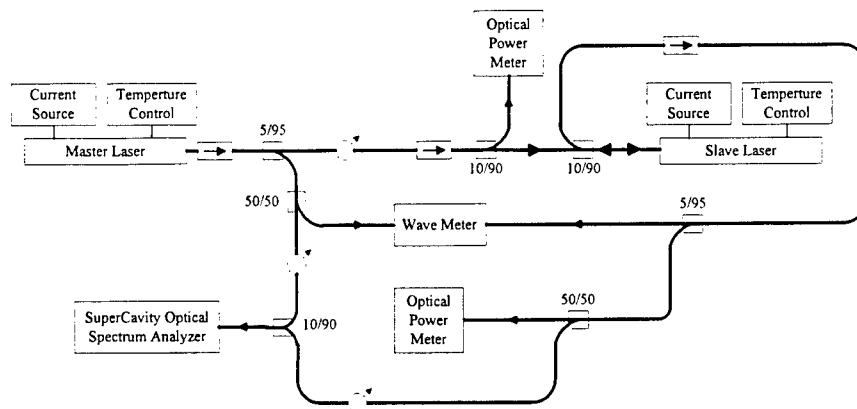 Optical
Power
Meter
Current
Source
Temperture
Control
Current
Source
Temperture
Control
Master Laser
5/95
10/90
10/90
Slave Laser
50/50
Wave Meter
5/95
SuperCavity Optical
Spectrum Analyzer
10/90
Optical
Power
Meter
50/50